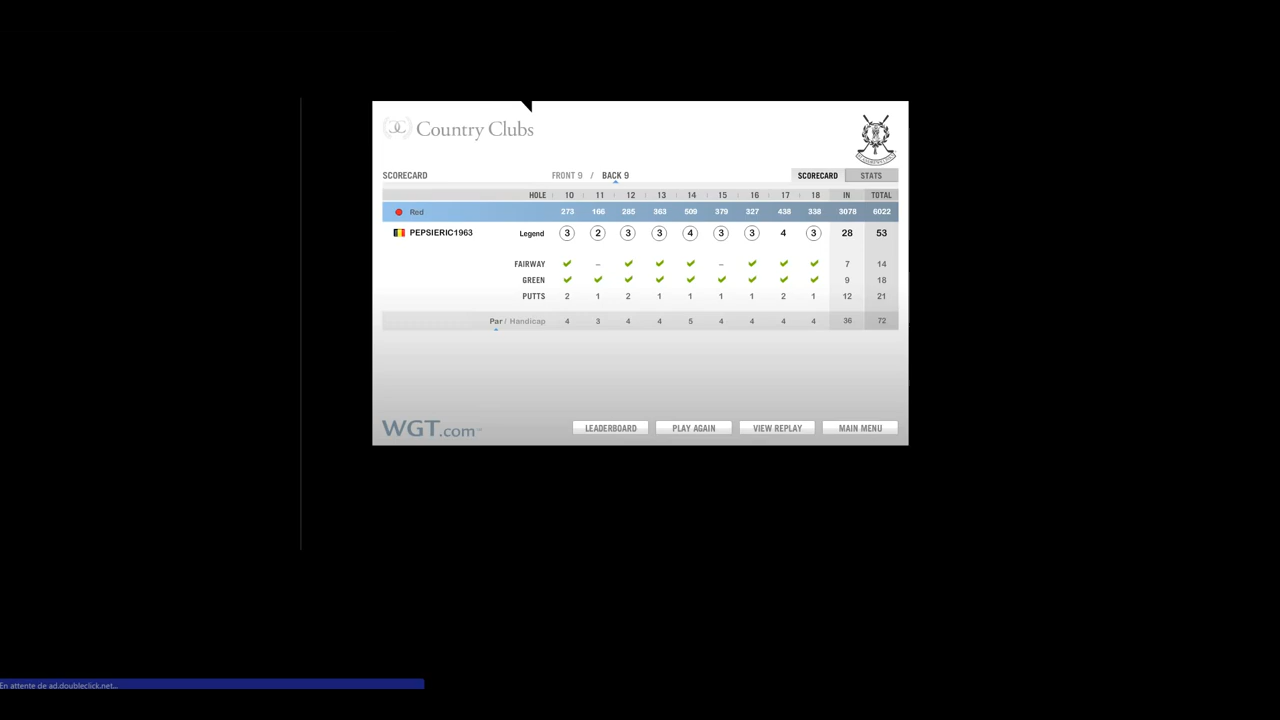 Country Clubs
SCORECARD FRONT 9 / BACK 9 SCORECARD STATS
HOLE 10 11 12 13 14 15 16 17 18 IN TOTAL
Red 273 166 285 363 509 379 327 438 338 3078 6022
PEPSIERIC1963 Legend 3 2 3 3 4 3 3 4 3 28 53
FAIRWAY – – 7 14
GREEN 9 18
PUTTS 2 1 2 1 1 1 1 2 1 12 21
Par / Handicap 4 3 4 4 5 4 4 4 4 36 72
WGT.com LEADERBOARD PLAY AGAIN VIEW REPLAY MAIN MENU
En attente de ad.doubleclick.net...